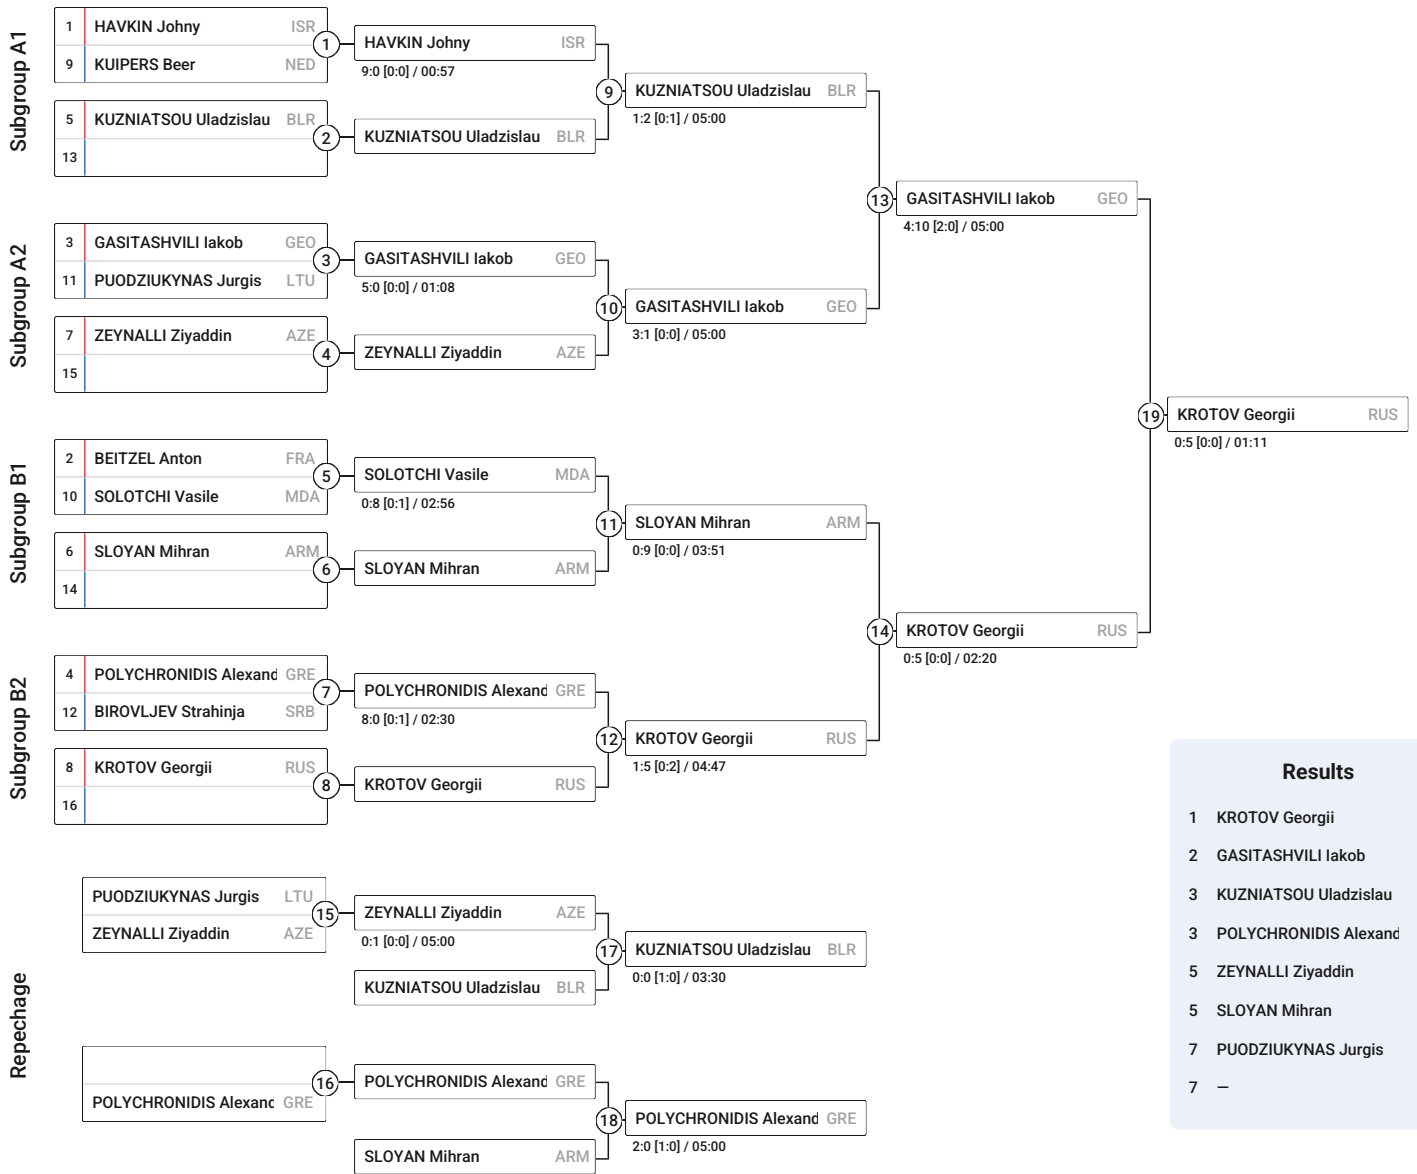 Subgroup A1
1 HAVKIN Johny ISR
9 KUIPERS Beer NED
1
HAVKIN Johny ISR
9:0 [0:0] / 00:57
5 KUZNIATSOU Uladzislau BLR
13
2
KUZNIATSOU Uladzislau BLR
9
KUZNIATSOU Uladzislau BLR
1:2 [0:1] / 05:00
Subgroup A2
3 GASITASHVILI Iakob GEO
11 PUODZIUKYNAS Jurgis LTU
3
GASITASHVILI Iakob GEO
5:0 [0:0] / 01:08
7 ZEYNALLI Ziyaddin AZE
15
4
ZEYNALLI Ziyaddin AZE
10
GASITASHVILI Iakob GEO
3:1 [0:0] / 05:00
13
GASITASHVILI Iakob GEO
4:10 [2:0] / 05:00
Subgroup B1
2 BEITZEL Anton FRA
10 SOLOTCHI Vasile MDA
5
SOLOTCHI Vasile MDA
0:8 [0:1] / 02:56
6 SLOYAN Mihran ARM
14
6
SLOYAN Mihran ARM
11
SLOYAN Mihran ARM
0:9 [0:0] / 03:51
Subgroup B2
4 POLYCHRONIDIS Alexand GRE
12 BIROVLJEV Strahinja SRB
7
POLYCHRONIDIS Alexand GRE
8:0 [0:1] / 02:30
8 KROTOV Georgii RUS
16
8
KROTOV Georgii RUS
12
KROTOV Georgii RUS
1:5 [0:2] / 04:47
14
KROTOV Georgii RUS
0:5 [0:0] / 02:20
19
KROTOV Georgii RUS
0:5 [0:0] / 01:11
Repechage
PUODZIUKYNAS Jurgis LTU
ZEYNALLI Ziyaddin AZE
15
ZEYNALLI Ziyaddin AZE
0:1 [0:0] / 05:00
KUZNIATSOU Uladzislau BLR
17
KUZNIATSOU Uladzislau BLR
0:0 [1:0] / 03:30
POLYCHRONIDIS Alexand GRE
16
POLYCHRONIDIS Alexand GRE
SLOYAN Mihran ARM
18
POLYCHRONIDIS Alexand GRE
2:0 [1:0] / 05:00
Results
1 KROTOV Georgii
2 GASITASHVILI Iakob
3 KUZNIATSOU Uladzislau
3 POLYCHRONIDIS Alexand
5 ZEYNALLI Ziyaddin
5 SLOYAN Mihran
7 PUODZIUKYNAS Jurgis
7 —